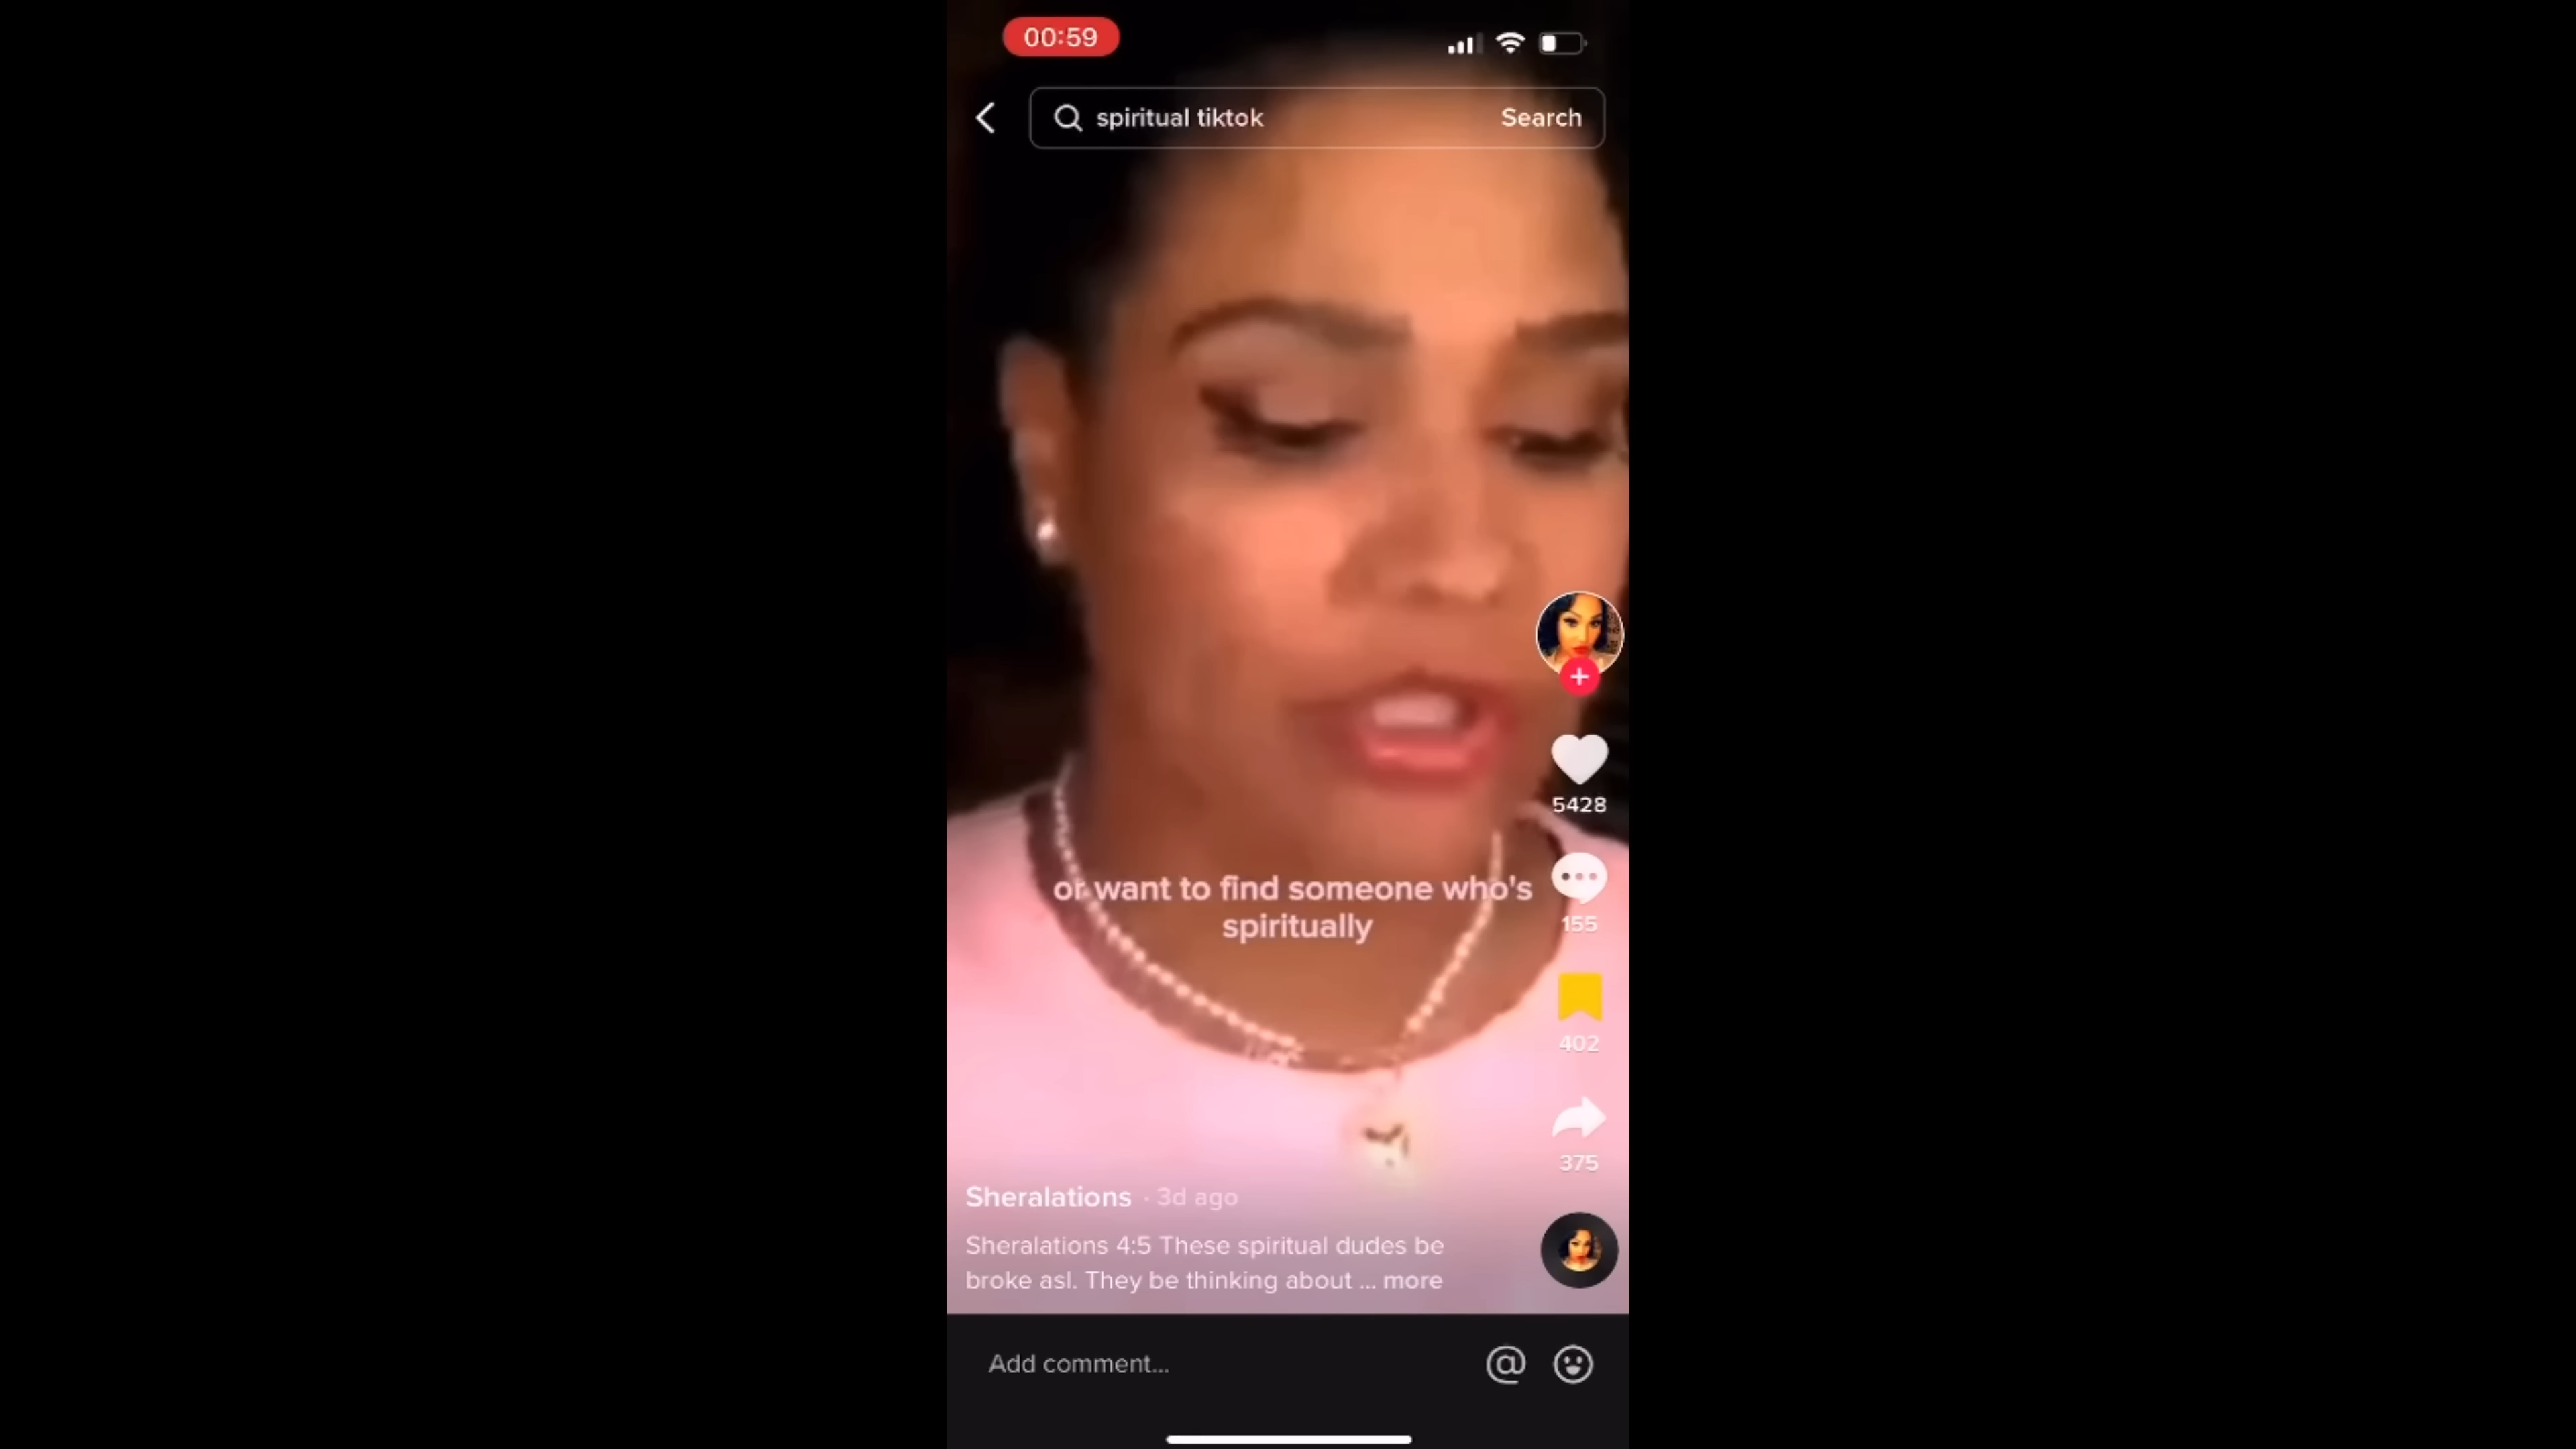 00:59
spiritual tiktok
Search
5428
or want to find someone who's
spiritually
155
402
375
Sheralations · 3d ago
Sheralations 4:5 These spiritual dudes be
broke asl. They be thinking about ... more
Add comment...